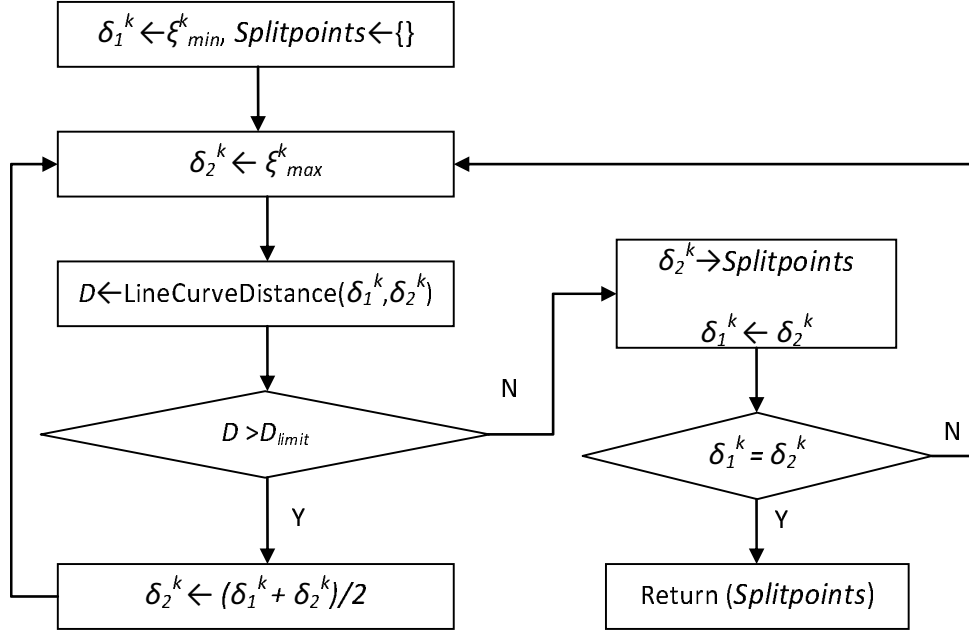 δ₁ᵏ ← ξᵏₘᵢₙ, Splitpoints←{}
δ₂ᵏ ← ξᵏₘₐₓ
D←LineCurveDistance(δ₁ᵏ,δ₂ᵏ)
D >Dₗᵢₘᵢₜ
N
Y
δ₂ᵏ ← (δ₁ᵏ + δ₂ᵏ)/2
δ₂ᵏ→Splitpoints
δ₁ᵏ ← δ₂ᵏ
δ₁ᵏ = δ₂ᵏ
N
Y
Return (Splitpoints)